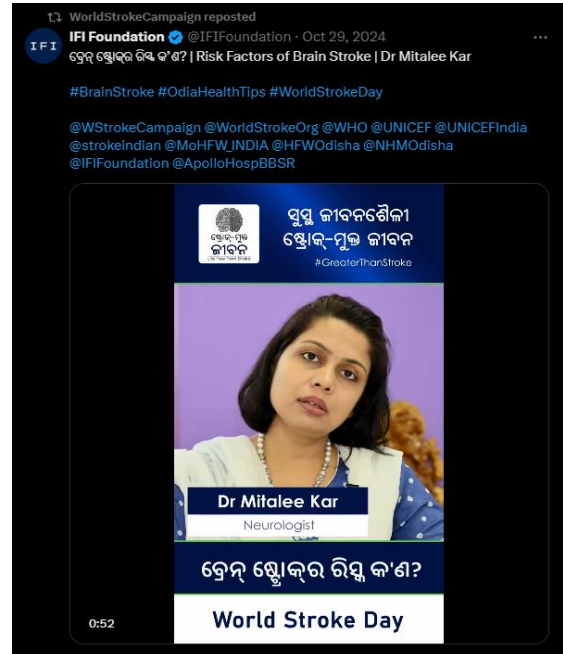 WorldStrokeCampaign reposted
IFI Foundation @IFIFoundation · Oct 29, 2024
ବ୍ରେନ୍ ଷ୍ଟ୍ରୋକ୍‌ର ରିସ୍କ କ'ଣ? | Risk Factors of Brain Stroke | Dr Mitalee Kar
#BrainStroke #OdiaHealthTips #WorldStrokeDay
@WStrokeCampaign @WorldStrokeOrg @WHO @UNICEF @UNICEFIndia
@strokeindian @MoHFW_INDIA @HFWOdisha @NHMOdisha
@IFIFoundation @ApolloHospBBSR
IFI
ଷ୍ଟ୍ରୋକ୍-ମୁକ୍ତ
ଜୀବନ
ସୁସ୍ଥ ଜୀବନଶୈଳୀ
ଷ୍ଟ୍ରୋକ୍-ମୁକ୍ତ ଜୀବନ
#GreaterThanStroke
Dr Mitalee Kar
Neurologist
ବ୍ରେନ୍ ଷ୍ଟ୍ରୋକ୍‌ର ରିସ୍କ କ'ଣ?
0:52
World Stroke Day